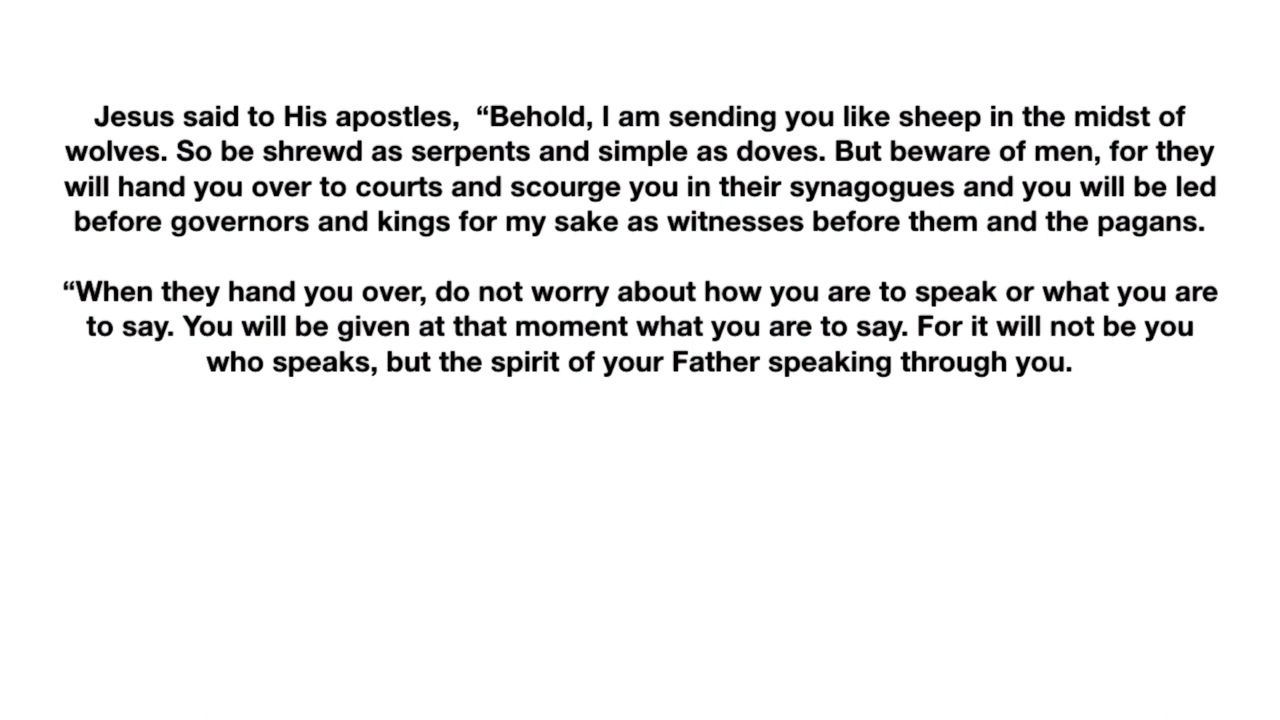 Jesus said to His apostles,  “Behold, I am sending you like sheep in the midst of
wolves. So be shrewd as serpents and simple as doves. But beware of men, for they
will hand you over to courts and scourge you in their synagogues and you will be led
before governors and kings for my sake as witnesses before them and the pagans.
“When they hand you over, do not worry about how you are to speak or what you are
to say. You will be given at that moment what you are to say. For it will not be you
who speaks, but the spirit of your Father speaking through you.